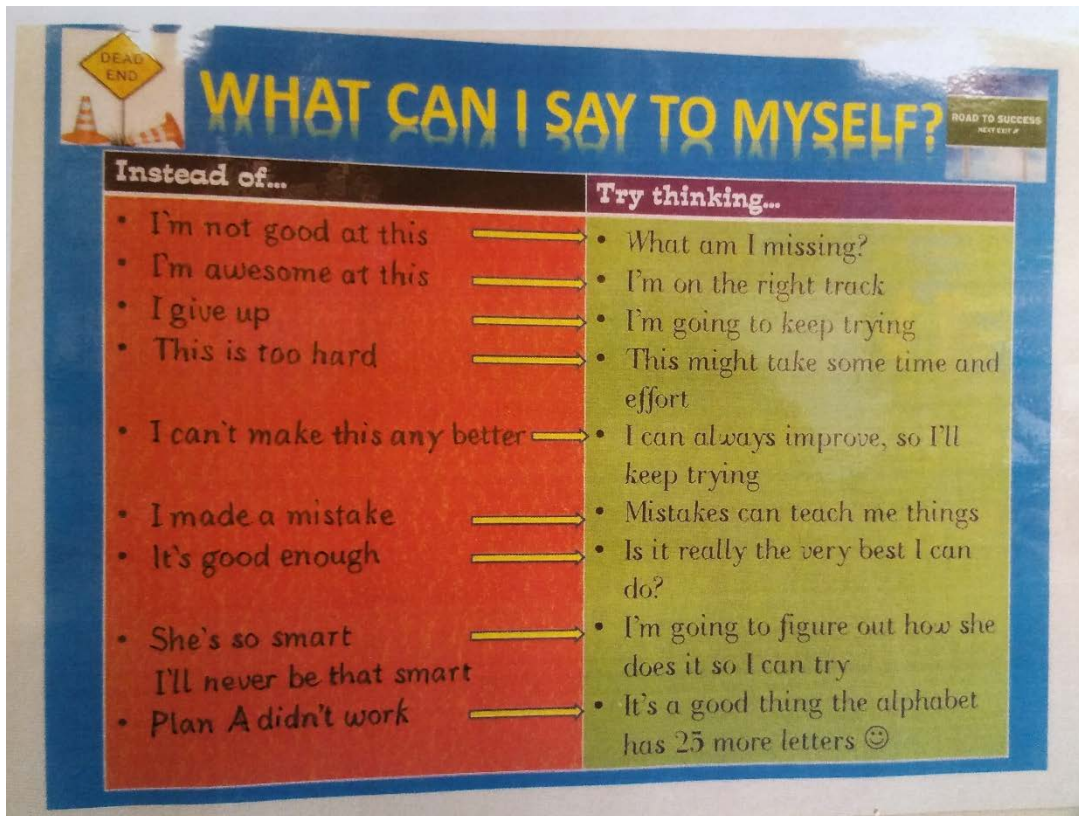 DEAD
END
WHAT CAN I SAY TO MYSELF?
ROAD TO SUCCESS
NEXT EXIT
Instead of...
Try thinking...
• I'm not good at this
• What am I missing?
• I'm awesome at this
• I'm on the right track
• I give up
• I'm going to keep trying
• This is too hard
• This might take some time and
effort
• I can't make this any better
• I can always improve, so I'll
keep trying
• I made a mistake
• Mistakes can teach me things
• It's good enough
• Is it really the very best I can
do?
• She's so smart
I'll never be that smart
• I'm going to figure out how she
does it so I can try
• Plan A didn't work
• It's a good thing the alphabet
has 25 more letters ☺